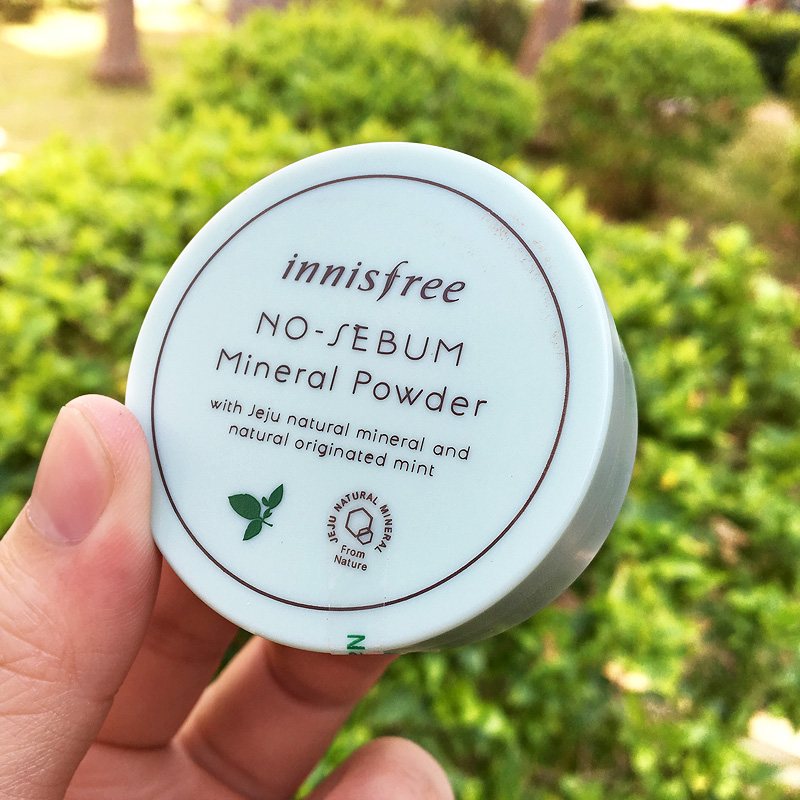 innisfree
NO-SEBUM
Mineral Powder
with Jeju natural mineral and
natural originated mint
JEJU NATURAL MINERAL
From
Nature